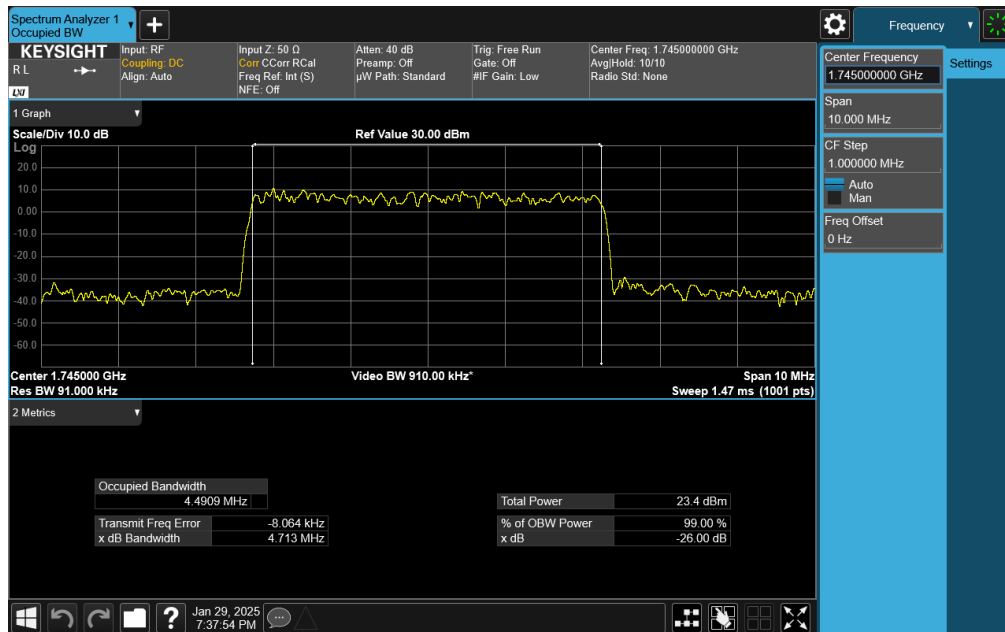 Spectrum Analyzer 1
Occupied BW
Frequency
KEYSIGHT
R L
LXI
Input: RF
Coupling: DC
Align: Auto
Input Z: 50 Ω
Corr CCorr RCal
Freq Ref: Int (S)
NFE: Off
Atten: 40 dB
Preamp: Off
µW Path: Standard
Trig: Free Run
Gate: Off
#IF Gain: Low
Center Freq: 1.745000000 GHz
Avg|Hold: 10/10
Radio Std: None
Center Frequency
1.745000000 GHz
Settings
Span
10.000 MHz
CF Step
1.000000 MHz
Auto
Man
Freq Offset
0 Hz
1 Graph
Scale/Div 10.0 dB
Ref Value 30.00 dBm
Log
20.0
10.0
0.00
-10.0
-20.0
-30.0
-40.0
-50.0
-60.0
Center 1.745000 GHz
Video BW 910.00 kHz*
Span 10 MHz
Res BW 91.000 kHz
Sweep 1.47 ms (1001 pts)
2 Metrics
Occupied Bandwidth
4.4909 MHz
Total Power 23.4 dBm
Transmit Freq Error -8.064 kHz
% of OBW Power 99.00 %
x dB Bandwidth 4.713 MHz
x dB -26.00 dB
Jan 29, 2025
7:37:54 PM